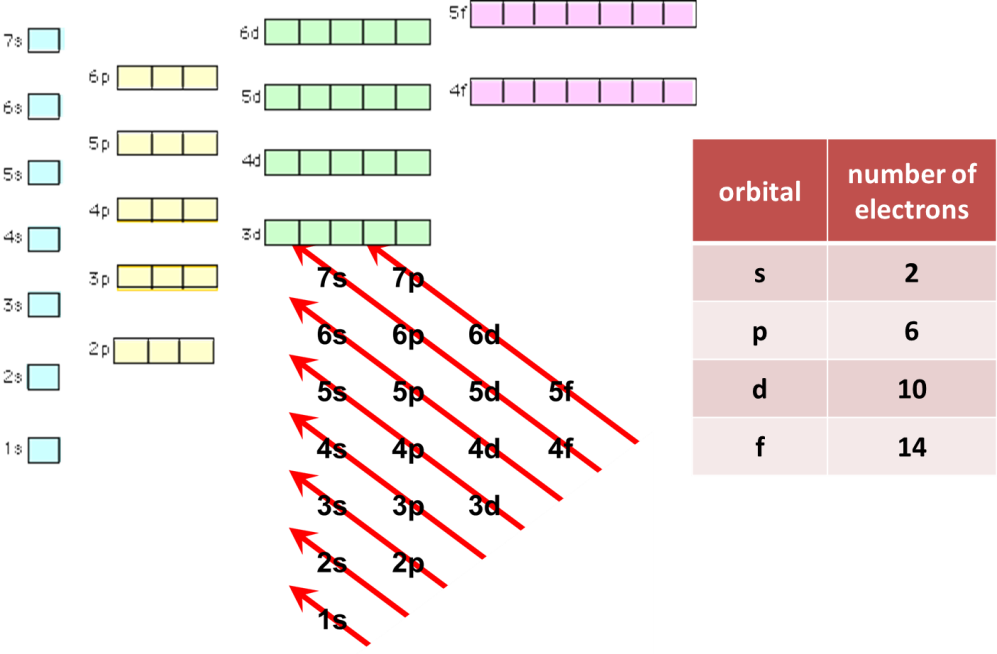 5f
6d
7s
6p
4f
5d
6s
5p
4d
5s
4p
4s
3d
3p
3s
2p
2s
1s
7s 7p
6s 6p 6d
5s 5p 5d 5f
4s 4p 4d 4f
3s 3p 3d
2s 2p
1s
orbital number of electrons
s 2
p 6
d 10
f 14